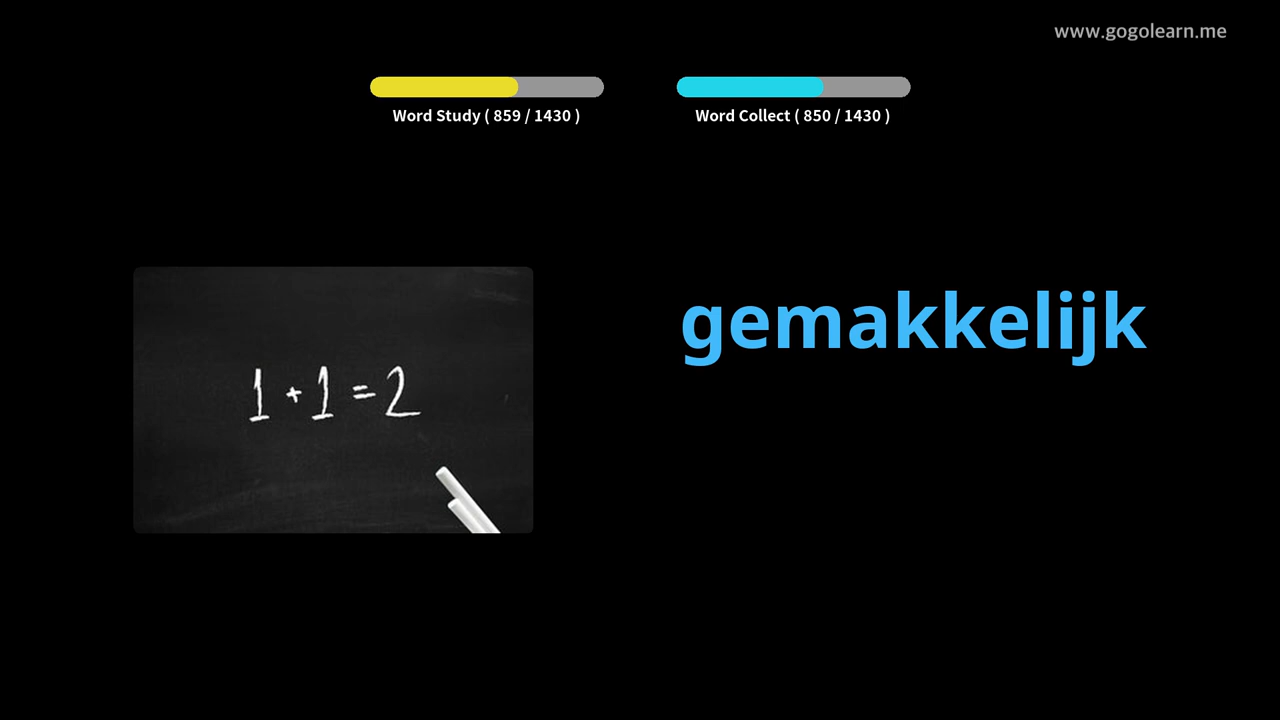 www.gogolearn.me
Word Study ( 859 / 1430 )
Word Collect ( 850 / 1430 )
gemakkelijk
1 + 1 = 2